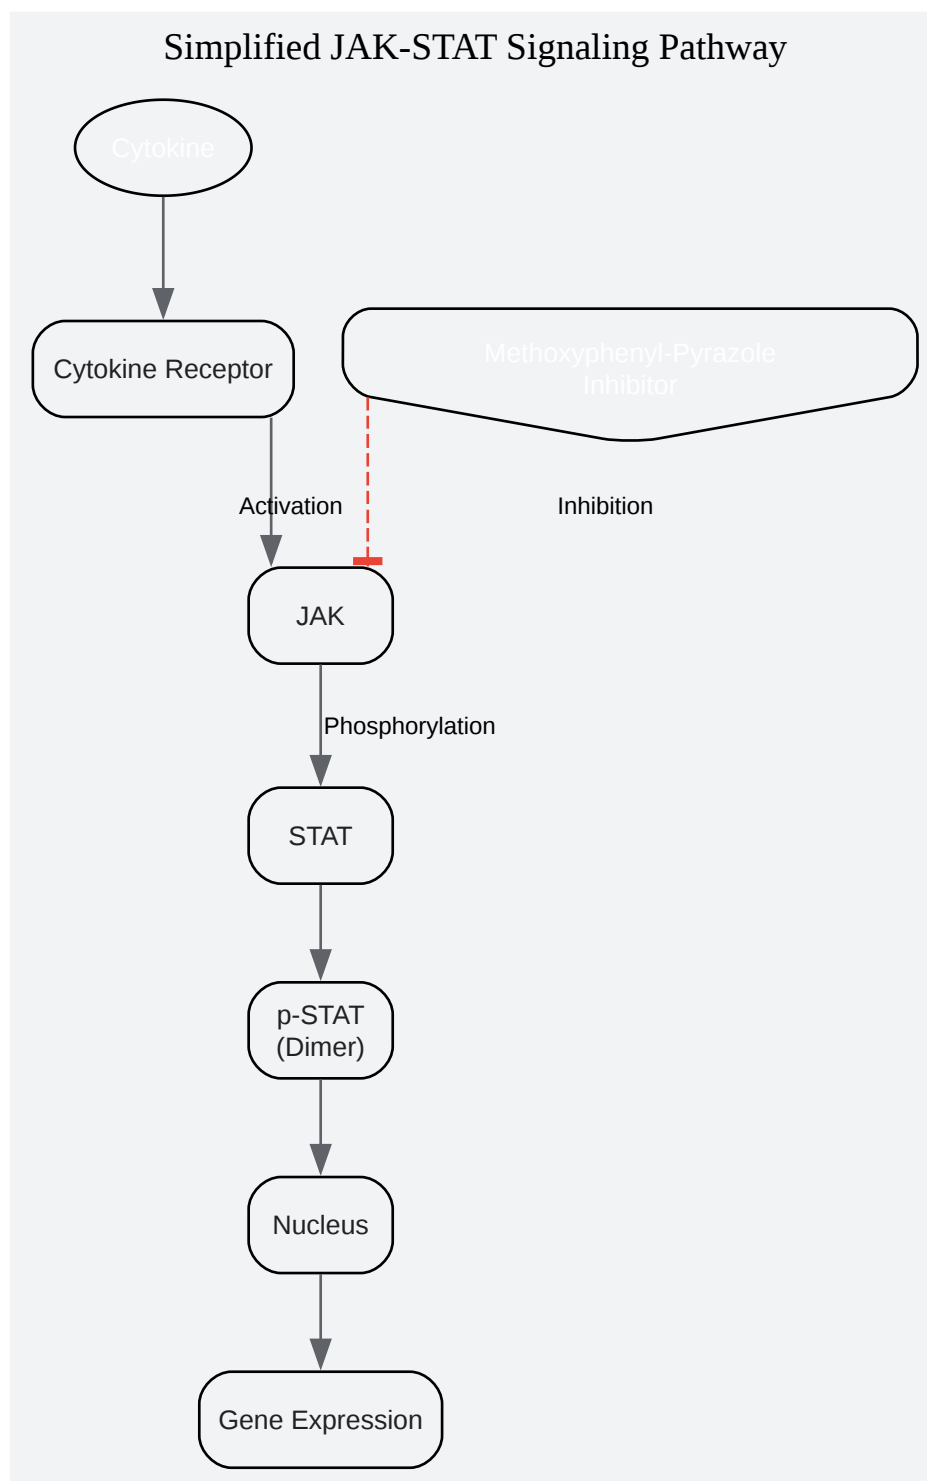 Simplified JAK-STAT Signaling Pathway
Cytokine
Cytokine Receptor
Methoxyphenyl-Pyrazole
Inhibitor
Activation
Inhibition
JAK
Phosphorylation
STAT
p-STAT
(Dimer)
Nucleus
Gene Expression